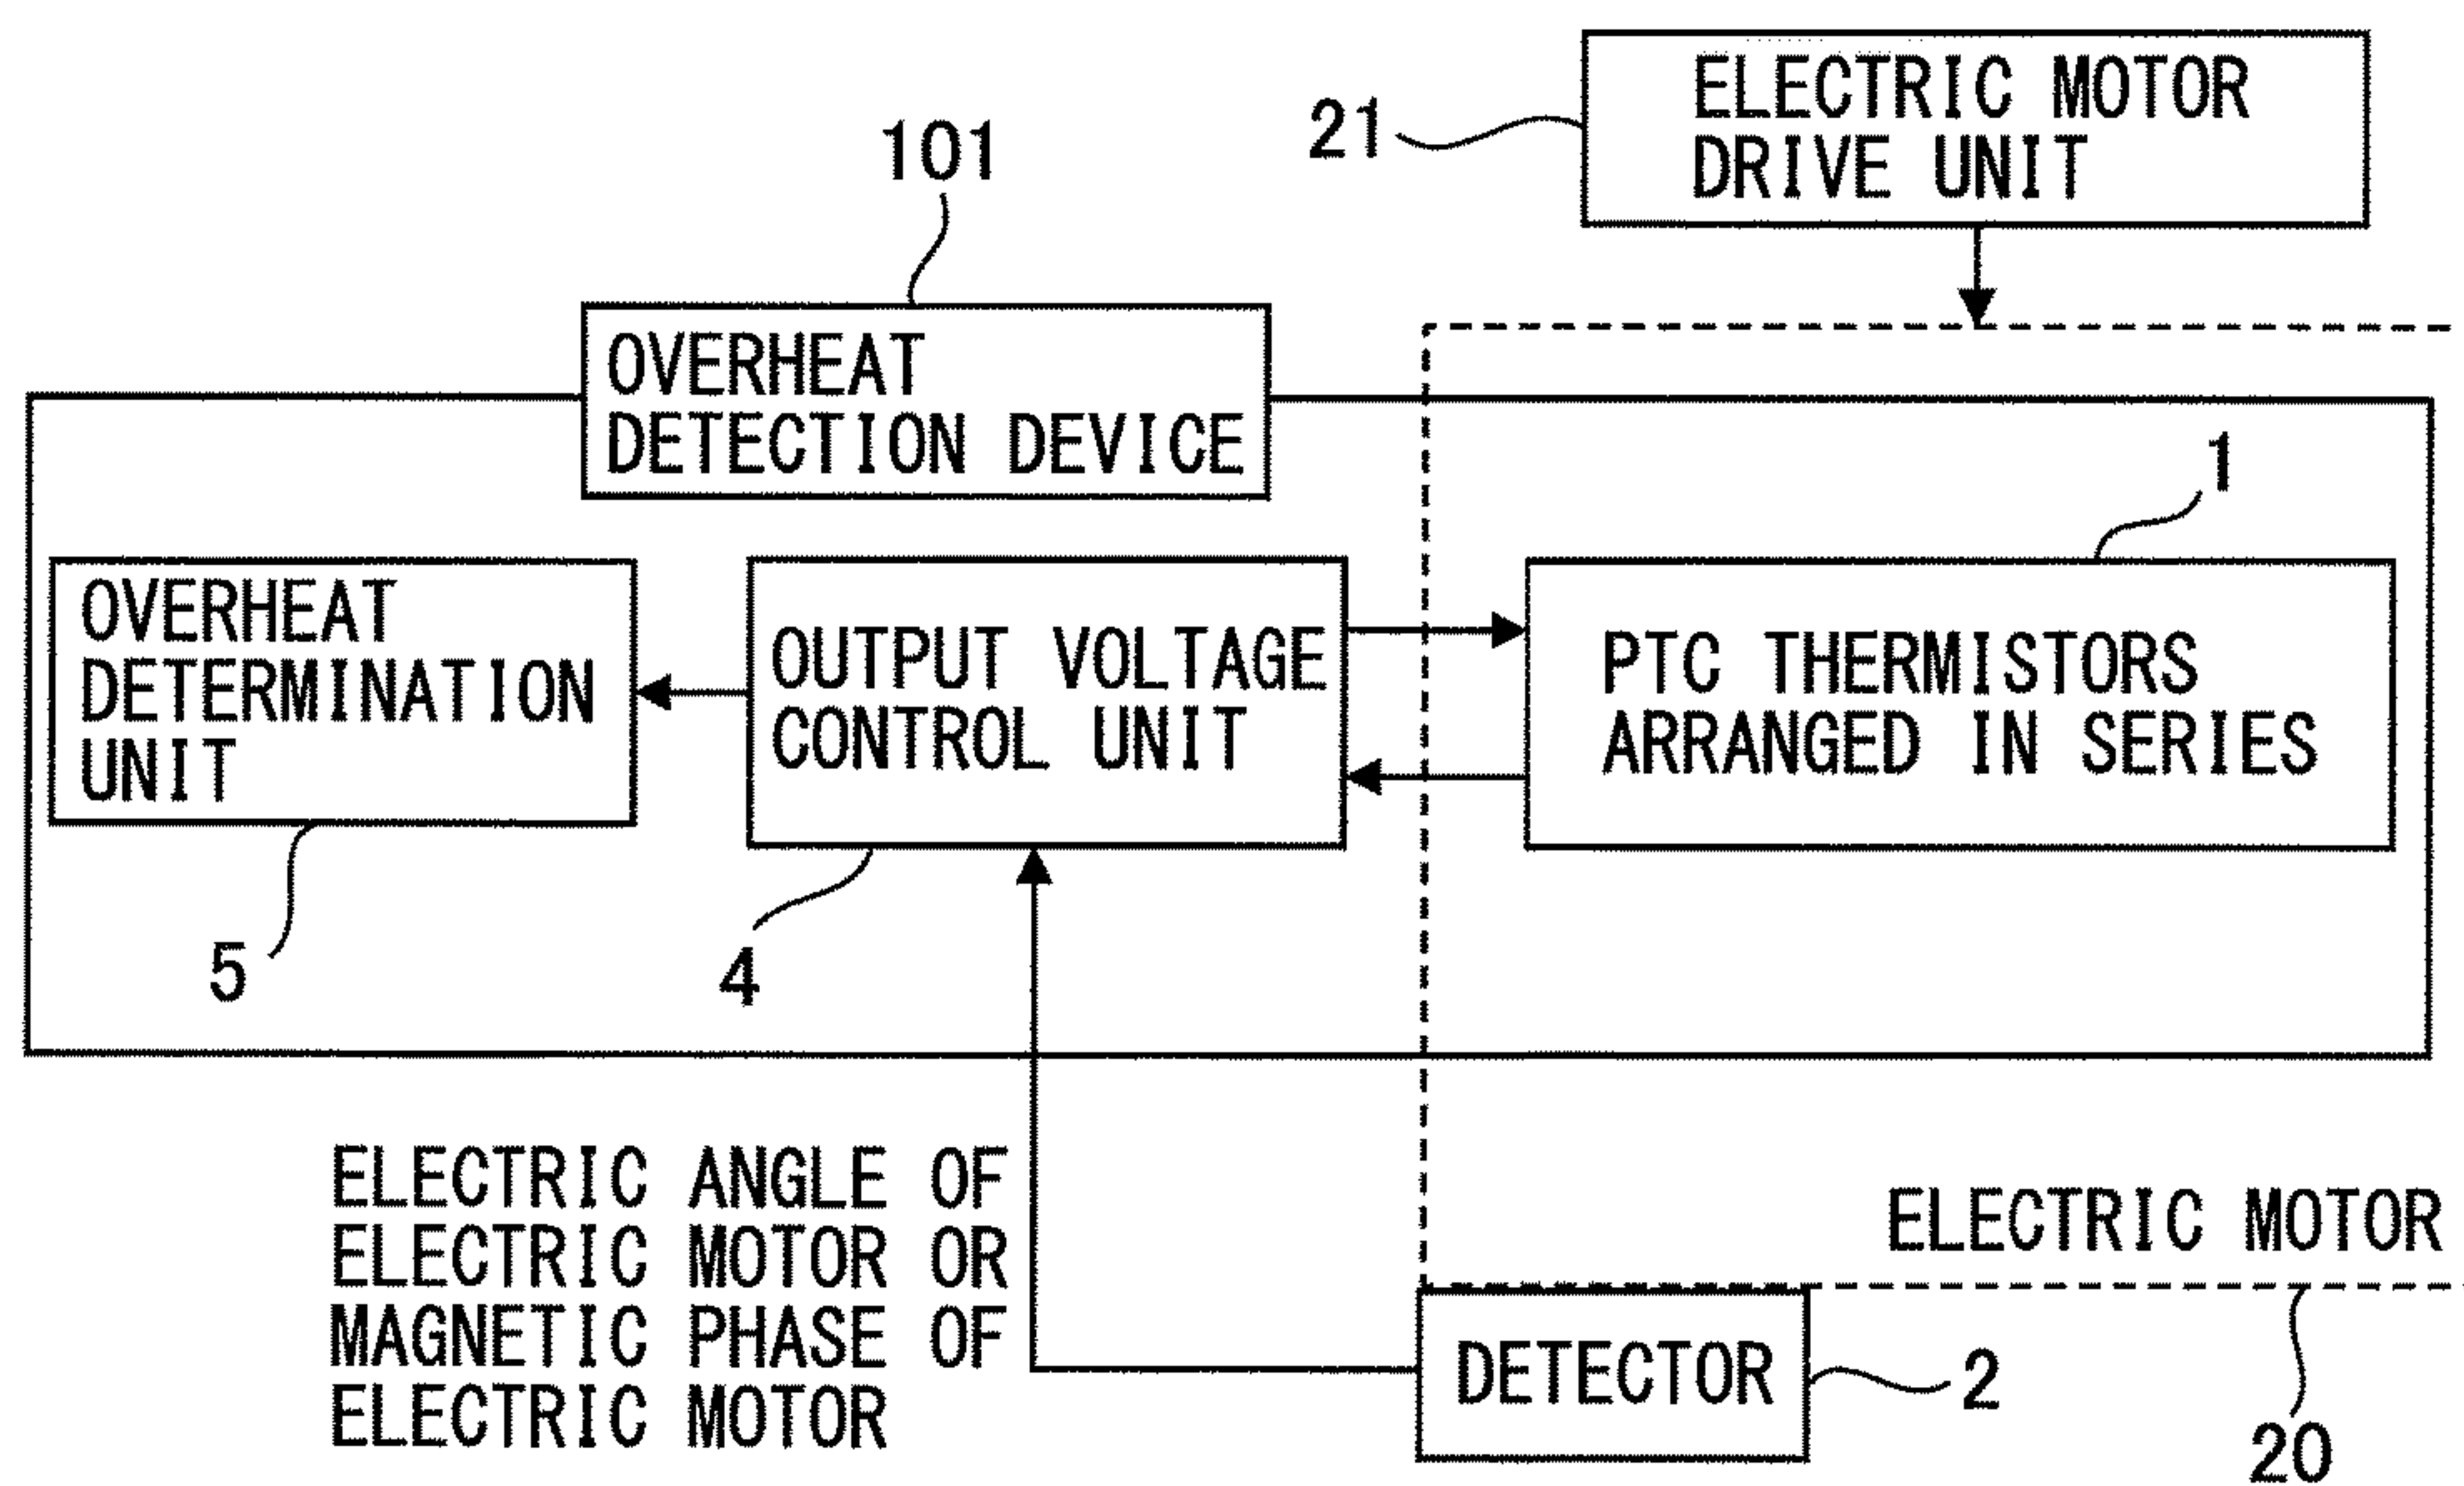 ELECTRIC MOTOR
DRIVE UNIT
21
101
OVERHEAT
DETECTION DEVICE
1
OVERHEAT
DETERMINATION
UNIT
OUTPUT VOLTAGE
CONTROL UNIT
PTC THERMISTORS
ARRANGED IN SERIES
5
4
ELECTRIC ANGLE OF
ELECTRIC MOTOR OR
MAGNETIC PHASE OF
ELECTRIC MOTOR
ELECTRIC MOTOR
DETECTOR
2
20